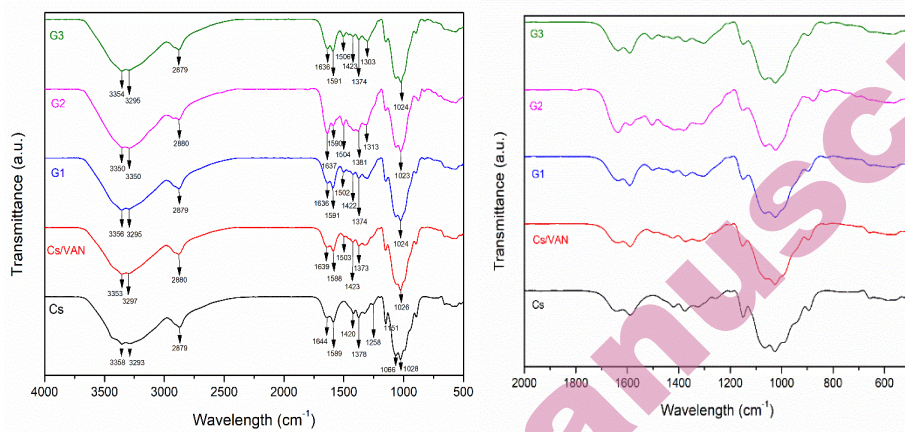 Transmittance (a.u.)
G3
3354
3295
2879
1636
1591
1506
1423
1374
1303
1024
G2
3350
3350
2880
1637
1590
1504
1381
1313
1023
G1
3356
3295
2879
1636
1591
1502
1422
1374
1024
Cs/VAN
3353
3297
2880
1639
1588
1503
1423
1373
1026
Cs
3358
3293
2879
1644
1589
1420
1378
1258
1151
1066
1028
4000 3500 3000 2500 2000 1500 1000 500
Wavelength (cm⁻¹)
Transmittance (a.u.)
G3
G2
G1
Cs/VAN
Cs
2000 1800 1600 1400 1200 1000 800 600
Wavelength (cm⁻¹)
anusc